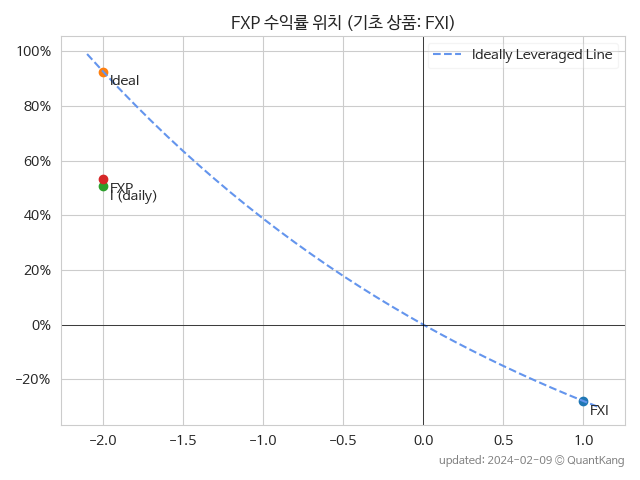 FXP 수익률 위치 (기초 상품: FXI)
100%
80%
60%
40%
20%
0%
−20%
Ideally Leveraged Line
Ideal
FXP
I (daily)
FXI
−2.0 −1.5 −1.0 −0.5 0.0 0.5 1.0
updated: 2024-02-09 © QuantKang